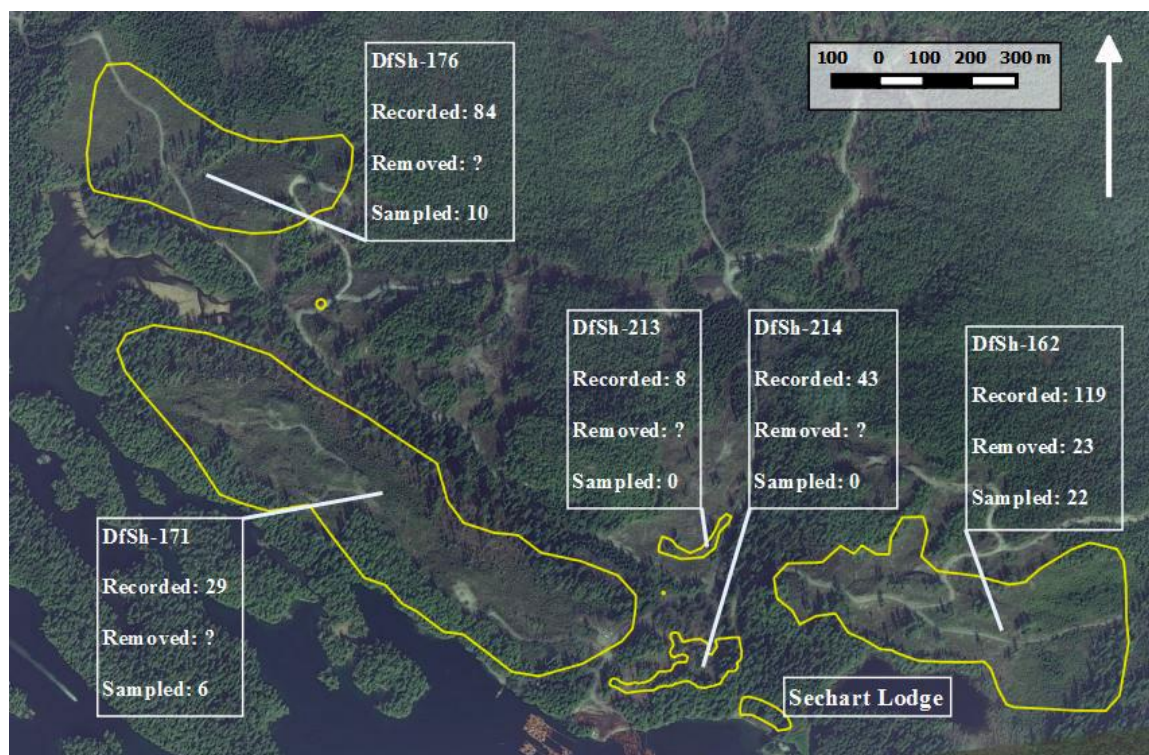 DfSh-176
Recorded: 84
Removed: ?
Sampled: 10
100 0 100 200 300 m
DfSh-213
Recorded: 8
Removed: ?
Sampled: 0
DfSh-214
Recorded: 43
Removed: ?
Sampled: 0
DfSh-162
Recorded: 119
Removed: 23
Sampled: 22
DfSh-171
Recorded: 29
Removed: ?
Sampled: 6
Sechart Lodge